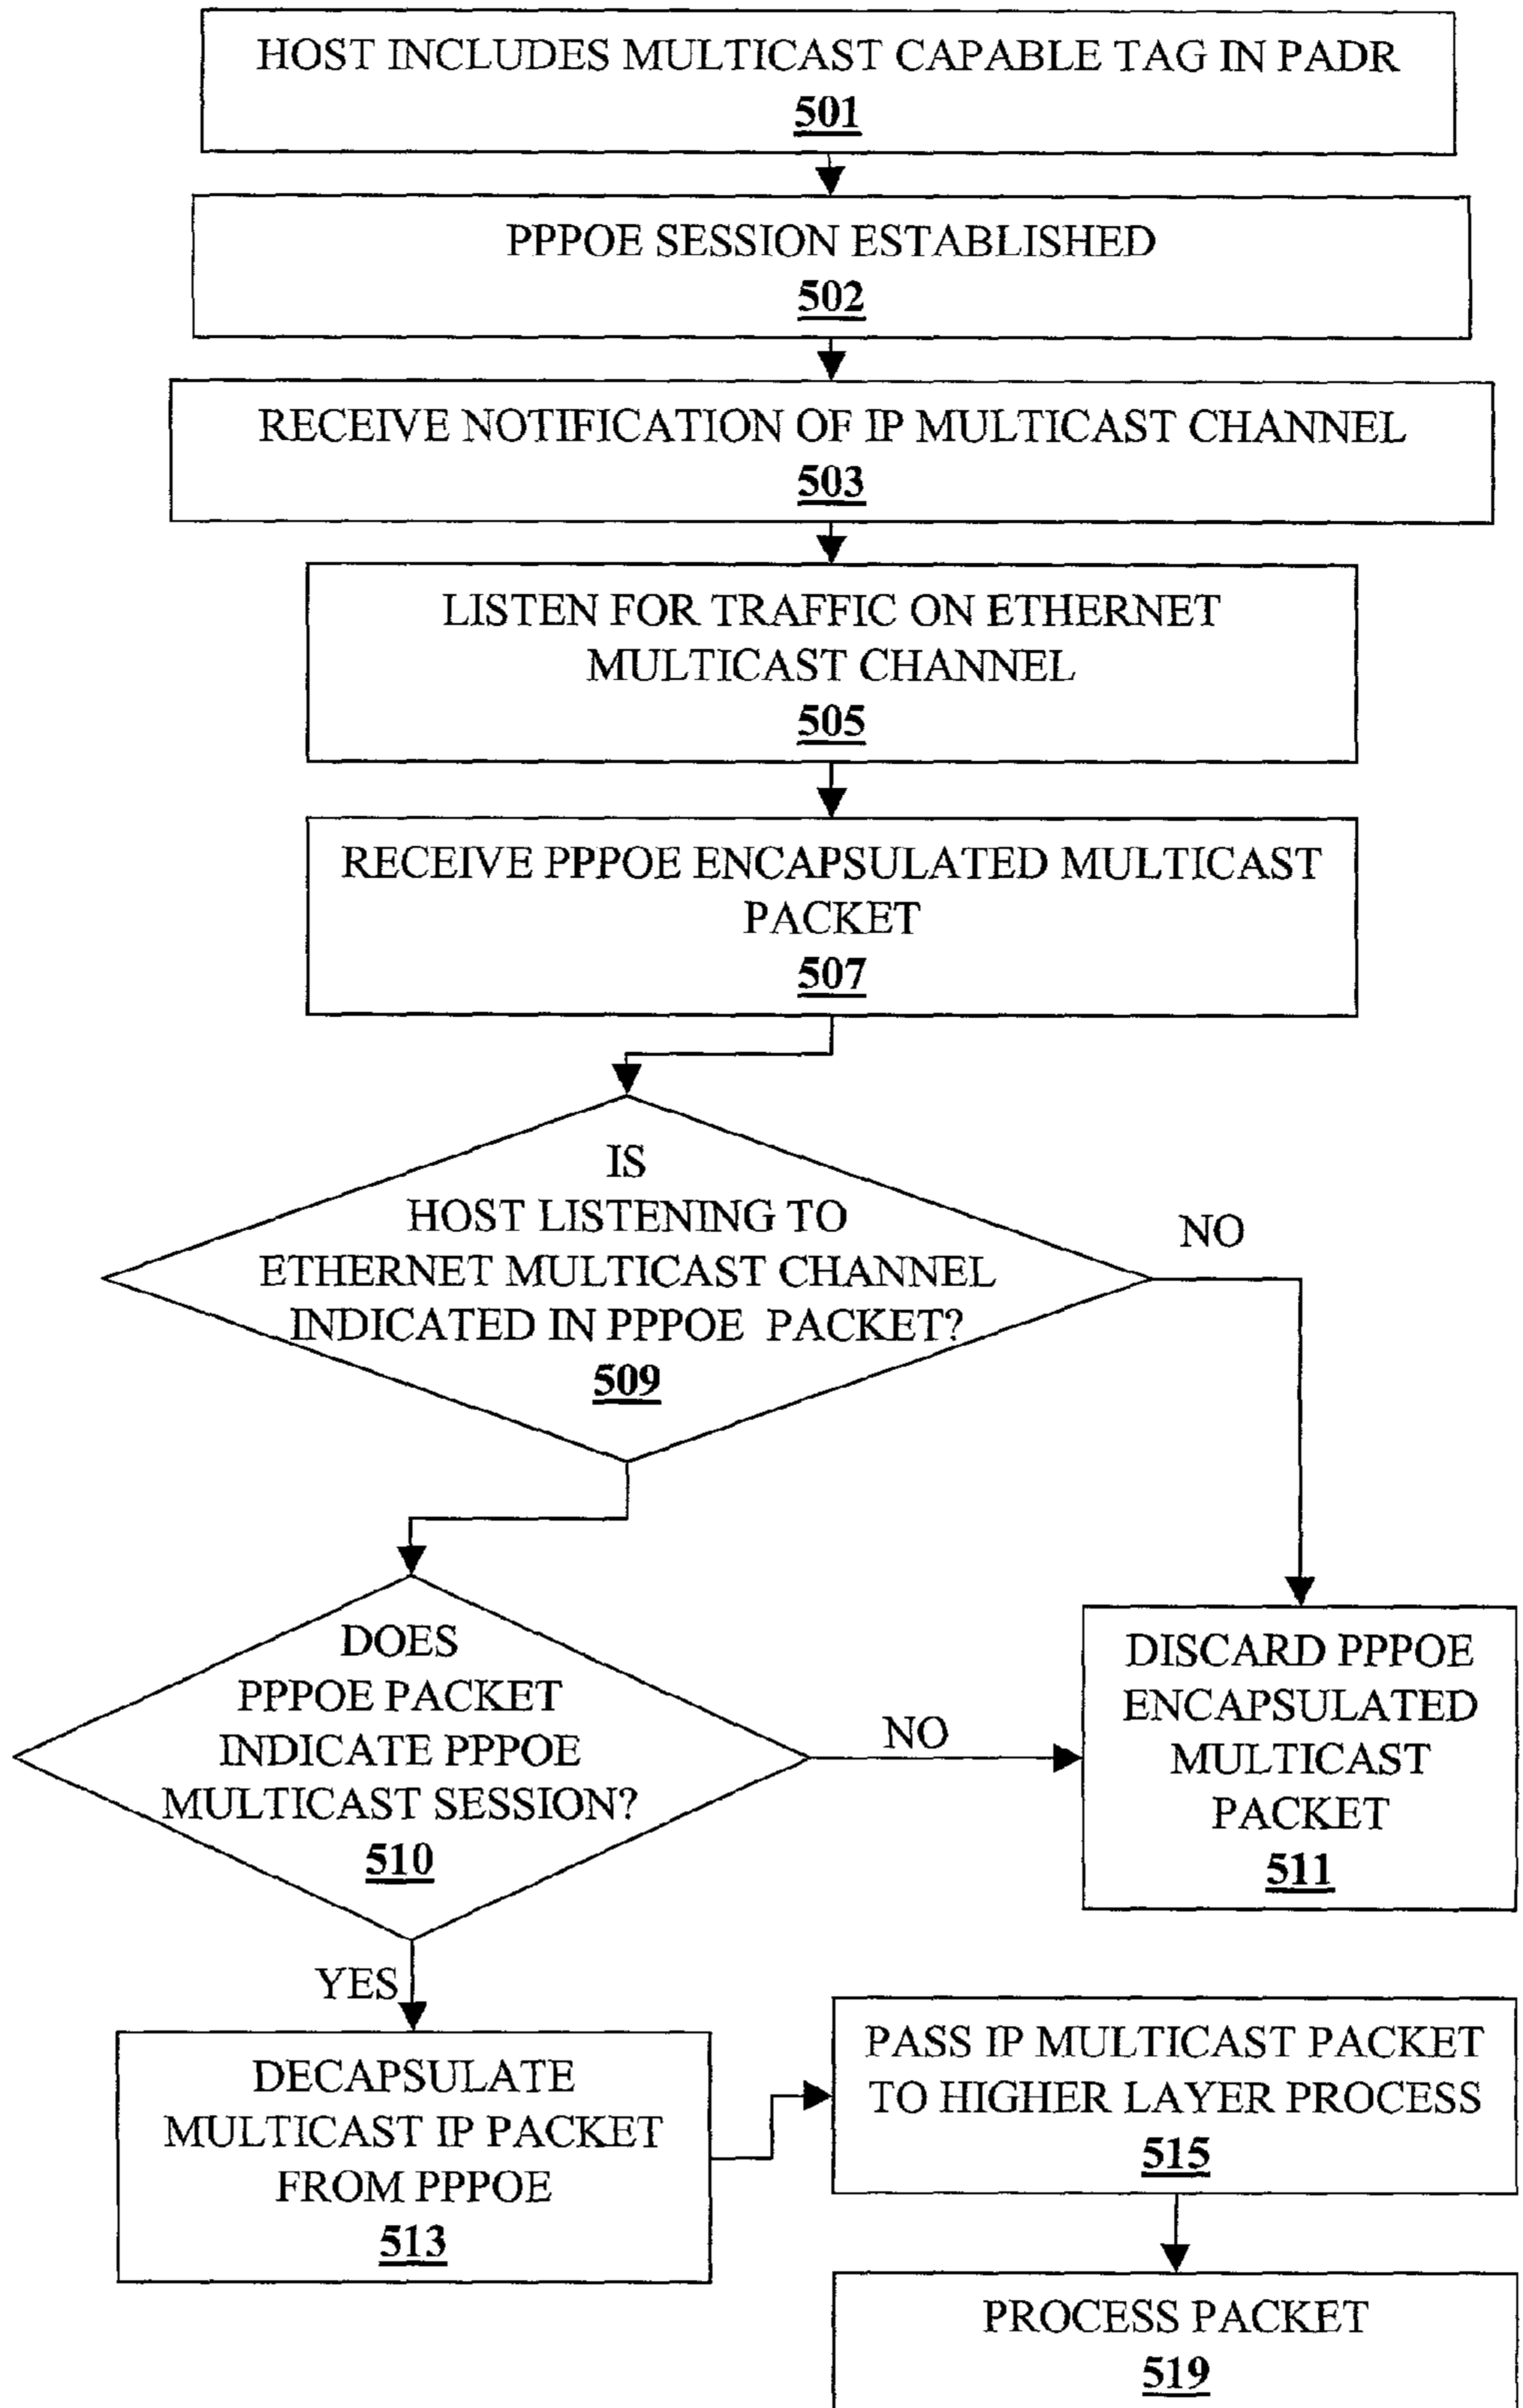 HOST INCLUDES MULTICAST CAPABLE TAG IN PADR
501
PPPOE SESSION ESTABLISHED
502
RECEIVE NOTIFICATION OF IP MULTICAST CHANNEL
503
LISTEN FOR TRAFFIC ON ETHERNET
MULTICAST CHANNEL
505
RECEIVE PPPOE ENCAPSULATED MULTICAST
PACKET
507
IS
HOST LISTENING TO
ETHERNET MULTICAST CHANNEL
INDICATED IN PPPOE PACKET?
509
NO
DOES
PPPOE PACKET
INDICATE PPPOE
MULTICAST SESSION?
510
NO
DISCARD PPPOE
ENCAPSULATED
MULTICAST
PACKET
511
YES
DECAPSULATE
MULTICAST IP PACKET
FROM PPPOE
513
PASS IP MULTICAST PACKET
TO HIGHER LAYER PROCESS
515
PROCESS PACKET
519